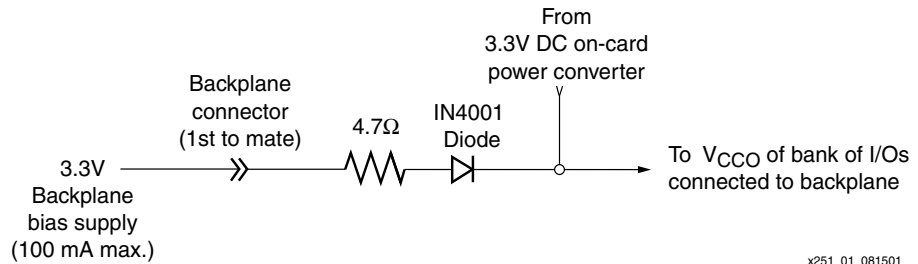 From
3.3V DC on-card
power converter
Backplane
connector
(1st to mate)
4.7Ω
IN4001
Diode
3.3V
Backplane
bias supply
(100 mA max.)
To VCCO of bank of I/Os
connected to backplane
x251_01_081501